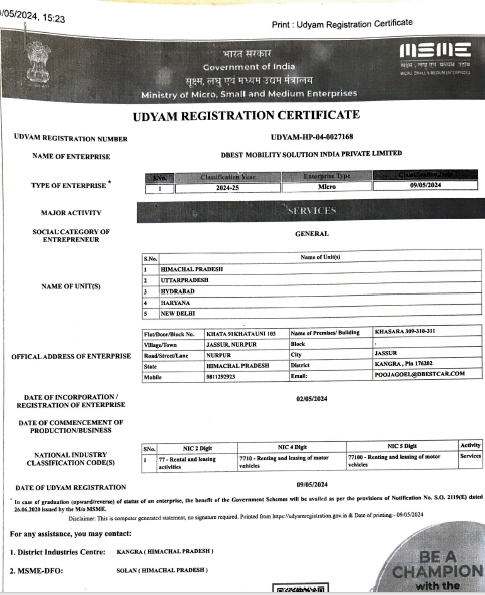 /05/2024, 15:23
Print : Udyam Registration Certificate
भारत सरकार
Government of India
सूक्ष्म, लघु एवं मध्यम उद्यम मंत्रालय
Ministry of Micro, Small and Medium Enterprises
MSME
सूक्ष्म, लघु एवं मध्यम उद्यम
MICRO, SMALL & MEDIUM ENTERPRISES
UDYAM REGISTRATION CERTIFICATE
UDYAM REGISTRATION NUMBER UDYAM-HP-04-0027168
NAME OF ENTERPRISE DBEST MOBILITY SOLUTION INDIA PRIVATE LIMITED
TYPE OF ENTERPRISE *
SNo. Classification Year Enterprise Type Classification Date
1 2024-25 Micro 09/05/2024
MAJOR ACTIVITY SERVICES
SOCIAL CATEGORY OF ENTREPRENEUR GENERAL
NAME OF UNIT(S)
S.No. Name of Unit(s)
1 HIMACHAL PRADESH
2 UTTARPRADESH
3 HYDRABAD
4 HARYANA
5 NEW DELHI
OFFICAL ADDRESS OF ENTERPRISE
Flat/Door/Block No. KHATA 91KHATAUNI 103 Name of Premises/ Building KHASARA 309-310-311
Village/Town JASSUR, NURPUR Block -
Road/Street/Lane NURPUR City JASSUR
State HIMACHAL PRADESH District KANGRA , Pin 176202
Mobile 9811292923 Email: POOJAGOEL@DBESTCAR.COM
DATE OF INCORPORATION / REGISTRATION OF ENTERPRISE 02/05/2024
DATE OF COMMENCEMENT OF PRODUCTION/BUSINESS
NATIONAL INDUSTRY CLASSIFICATION CODE(S)
SNo. NIC 2 Digit NIC 4 Digit NIC 5 Digit Activity
1 77 - Rental and leasing activities 7710 - Renting and leasing of motor vehicles 77100 - Renting and leasing of motor vehicles Services
DATE OF UDYAM REGISTRATION 09/05/2024
* In case of graduation (upward/reverse) of status of an enterprise, the benefit of the Government Schemes will be availed as per the provisions of Notification No. S.O. 2119(E) dated
26.06.2020 issued by the M/o MSME.
Disclaimer: This is computer generated statement, no signature required. Printed from https://udyamregistration.gov.in & Date of printing:- 09/05/2024
For any assistance, you may contact:
1. District Industries Centre: KANGRA ( HIMACHAL PRADESH )
2. MSME-DFO: SOLAN ( HIMACHAL PRADESH )
BE A
CHAMPION
with the